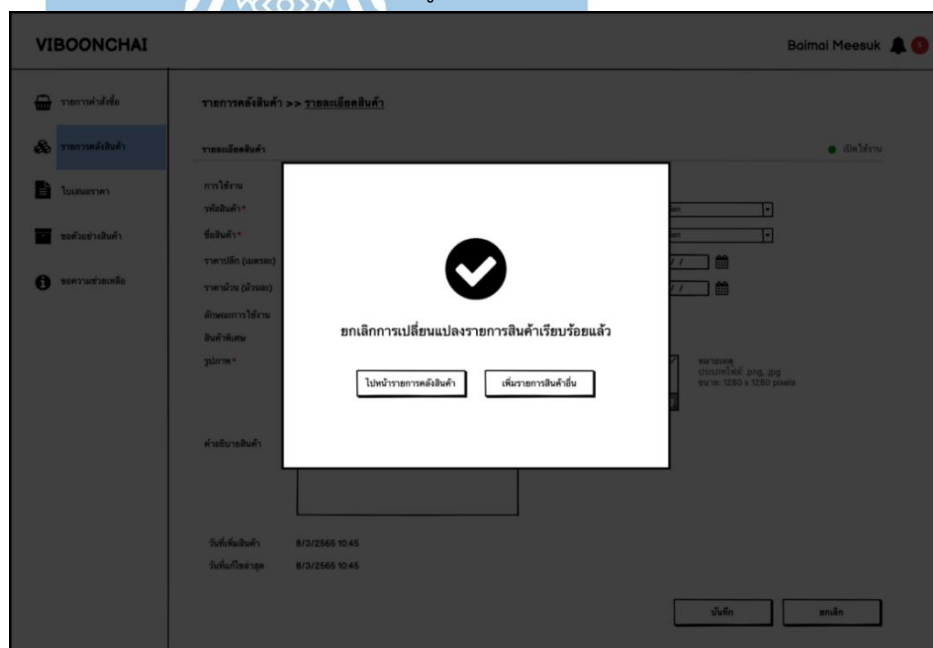 VIBOONCHAI
Baimai Meesuk
รายการคำสั่งซื้อ
รายการคลังสินค้า
ใบเสนอราคา
ขอตัวอย่างสินค้า
ขอความช่วยเหลือ
รายการคลังสินค้า >> รายละเอียดสินค้า
รายละเอียดสินค้า
เปิดใช้งาน
การใช้งาน
รหัสสินค้า*
ชื่อสินค้า*
ราคาปลีก (เมตรละ)
/ /
ราคาม้วน (ม้วนละ)
/ /
ลักษณะการใช้งาน
สินค้าพิเศษ
รูปภาพ*
หมายเหตุ
ประเภทไฟล์ .png, .jpg
ขนาด 1280 x 1280 pixels
ยกเลิกการเปลี่ยนแปลงรายการสินค้าเรียบร้อยแล้ว
ไปหน้ารายการคลังสินค้า
เพิ่มรายการสินค้าอื่น
คำอธิบายสินค้า
วันที่เพิ่มสินค้า 8/3/2565 10:45
วันที่แก้ไขล่าสุด 8/3/2565 10:45
บันทึก
ยกเลิก